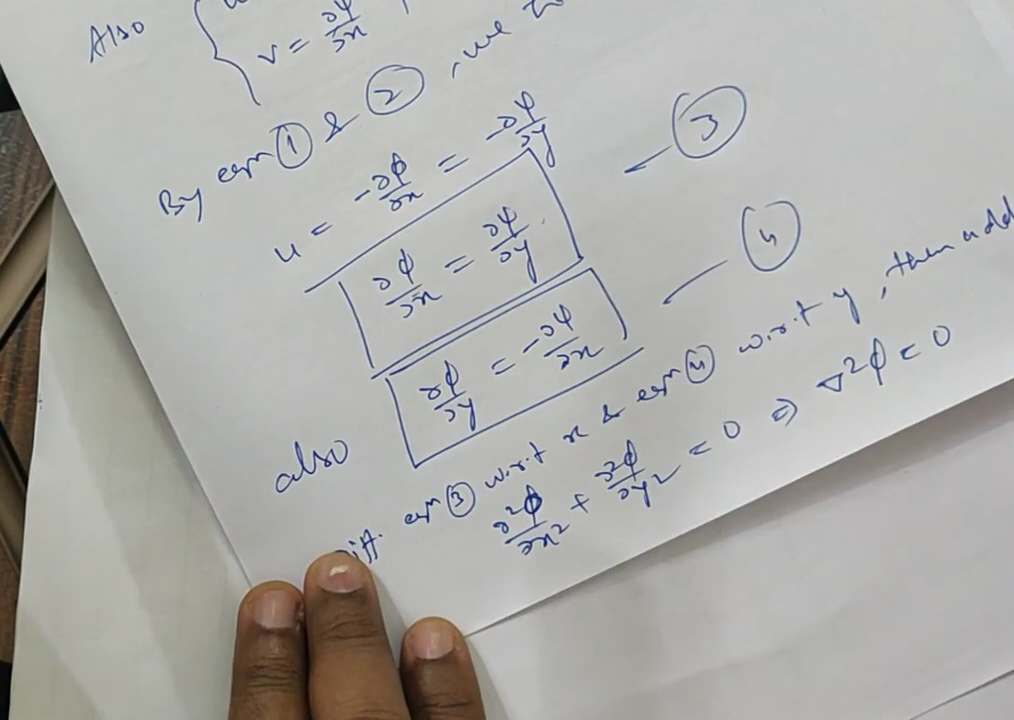 Also
v = ∂ψ/∂x
By eqn ① & ②, we
u = -∂ϕ/∂x = -∂ψ/∂y
∂ϕ/∂x = ∂ψ/∂y ③
also ∂ϕ/∂y = -∂ψ/∂x ④
Diff. eqn ③ w.r.t x & eqn ④ w.r.t y, then add
∂²ϕ/∂x² + ∂²ϕ/∂y² = 0 ⇒ ∇²ϕ = 0